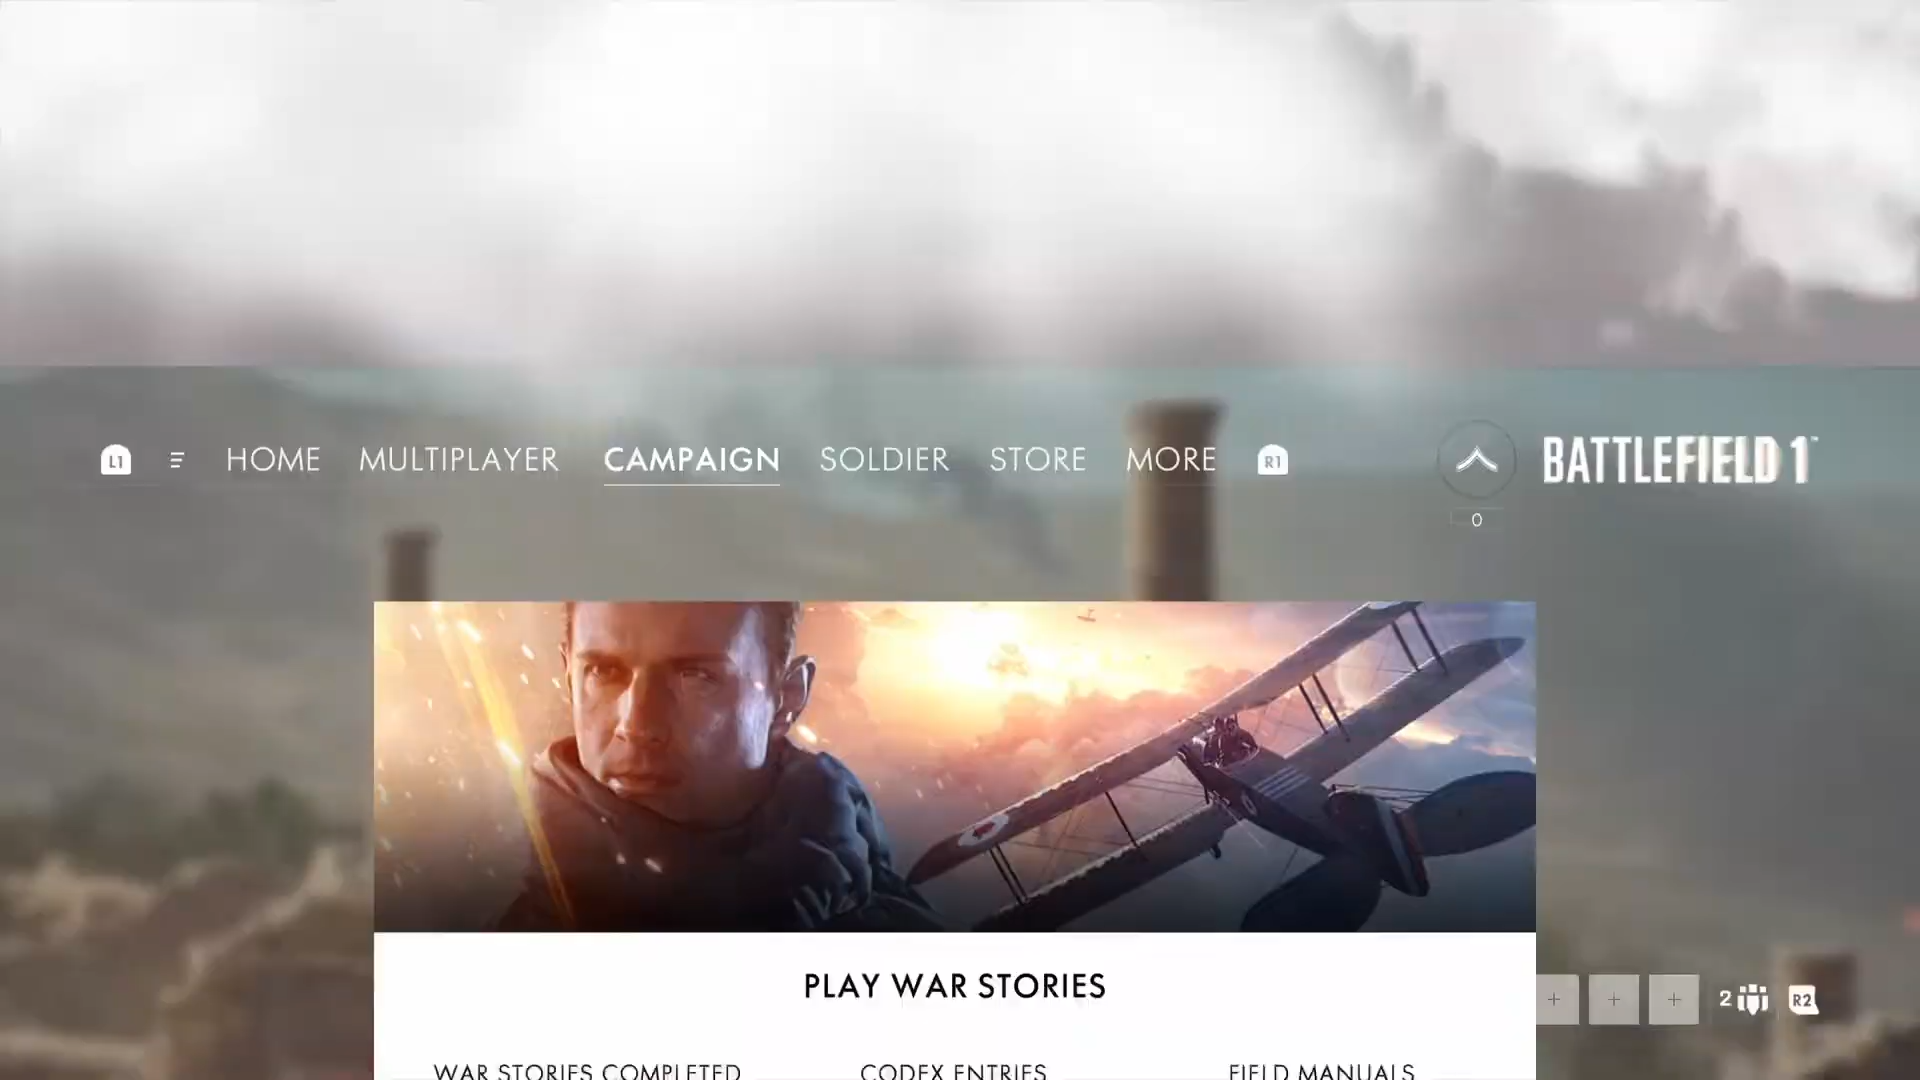 L1 HOME MULTIPLAYER CAMPAIGN SOLDIER STORE MORE R1 BATTLEFIELD 1™
0
PLAY WAR STORIES
2 R2
WAR STORIES COMPLETED CODEX ENTRIES FIELD MANUALS